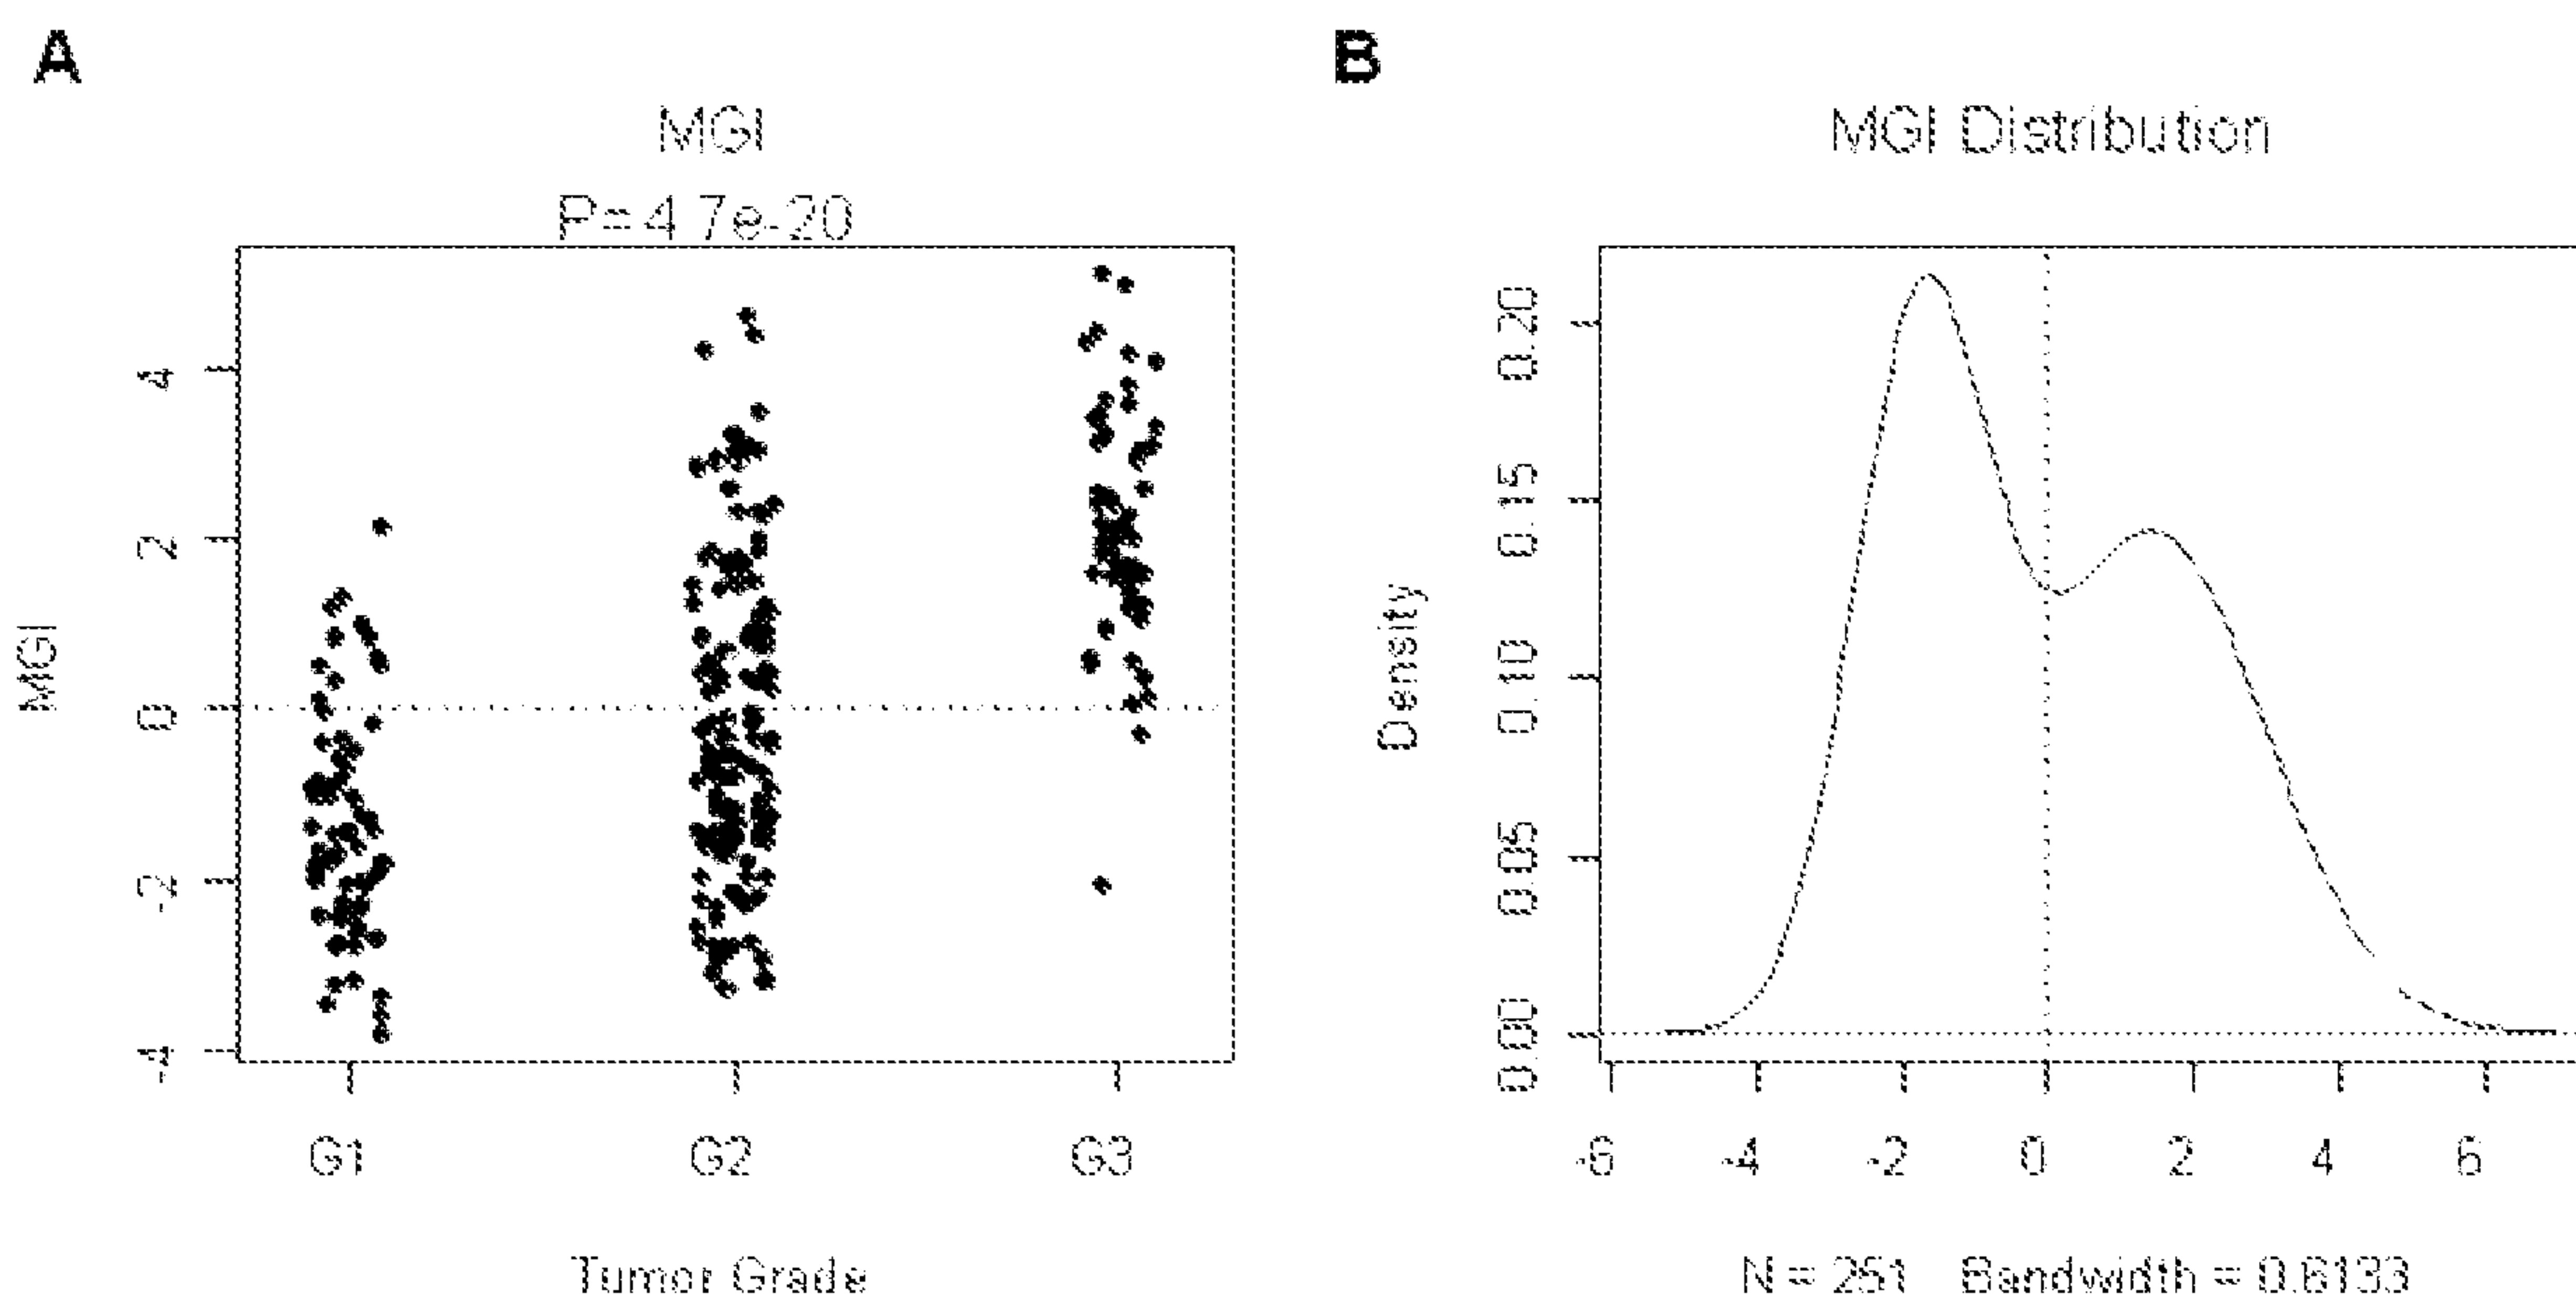 A
MGI
P=4.7e-20
MGI
4
2
0
-2
-4
G1
G2
G3
Tumor Grade
B
MGI Distribution
Density
0.20
0.15
0.10
0.05
0.00
-6
-4
-2
0
2
4
6
N = 251 Bandwidth = 0.6133